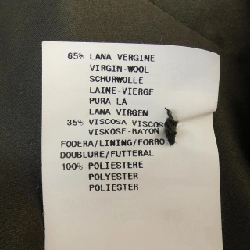 65% LANA VERGINE
VIRGIN-WOOL
SCHURWOLLE
LAINE-VIERGE
PURA LA
LANA VIRGEN
35% VISCOSA VISCOS
VISKOSE-RAYON
FODERA/LINING/FORRO
DOUBLURE/FUTTERAL
100% POLIESTERE
POLYESTER
POLIESTER